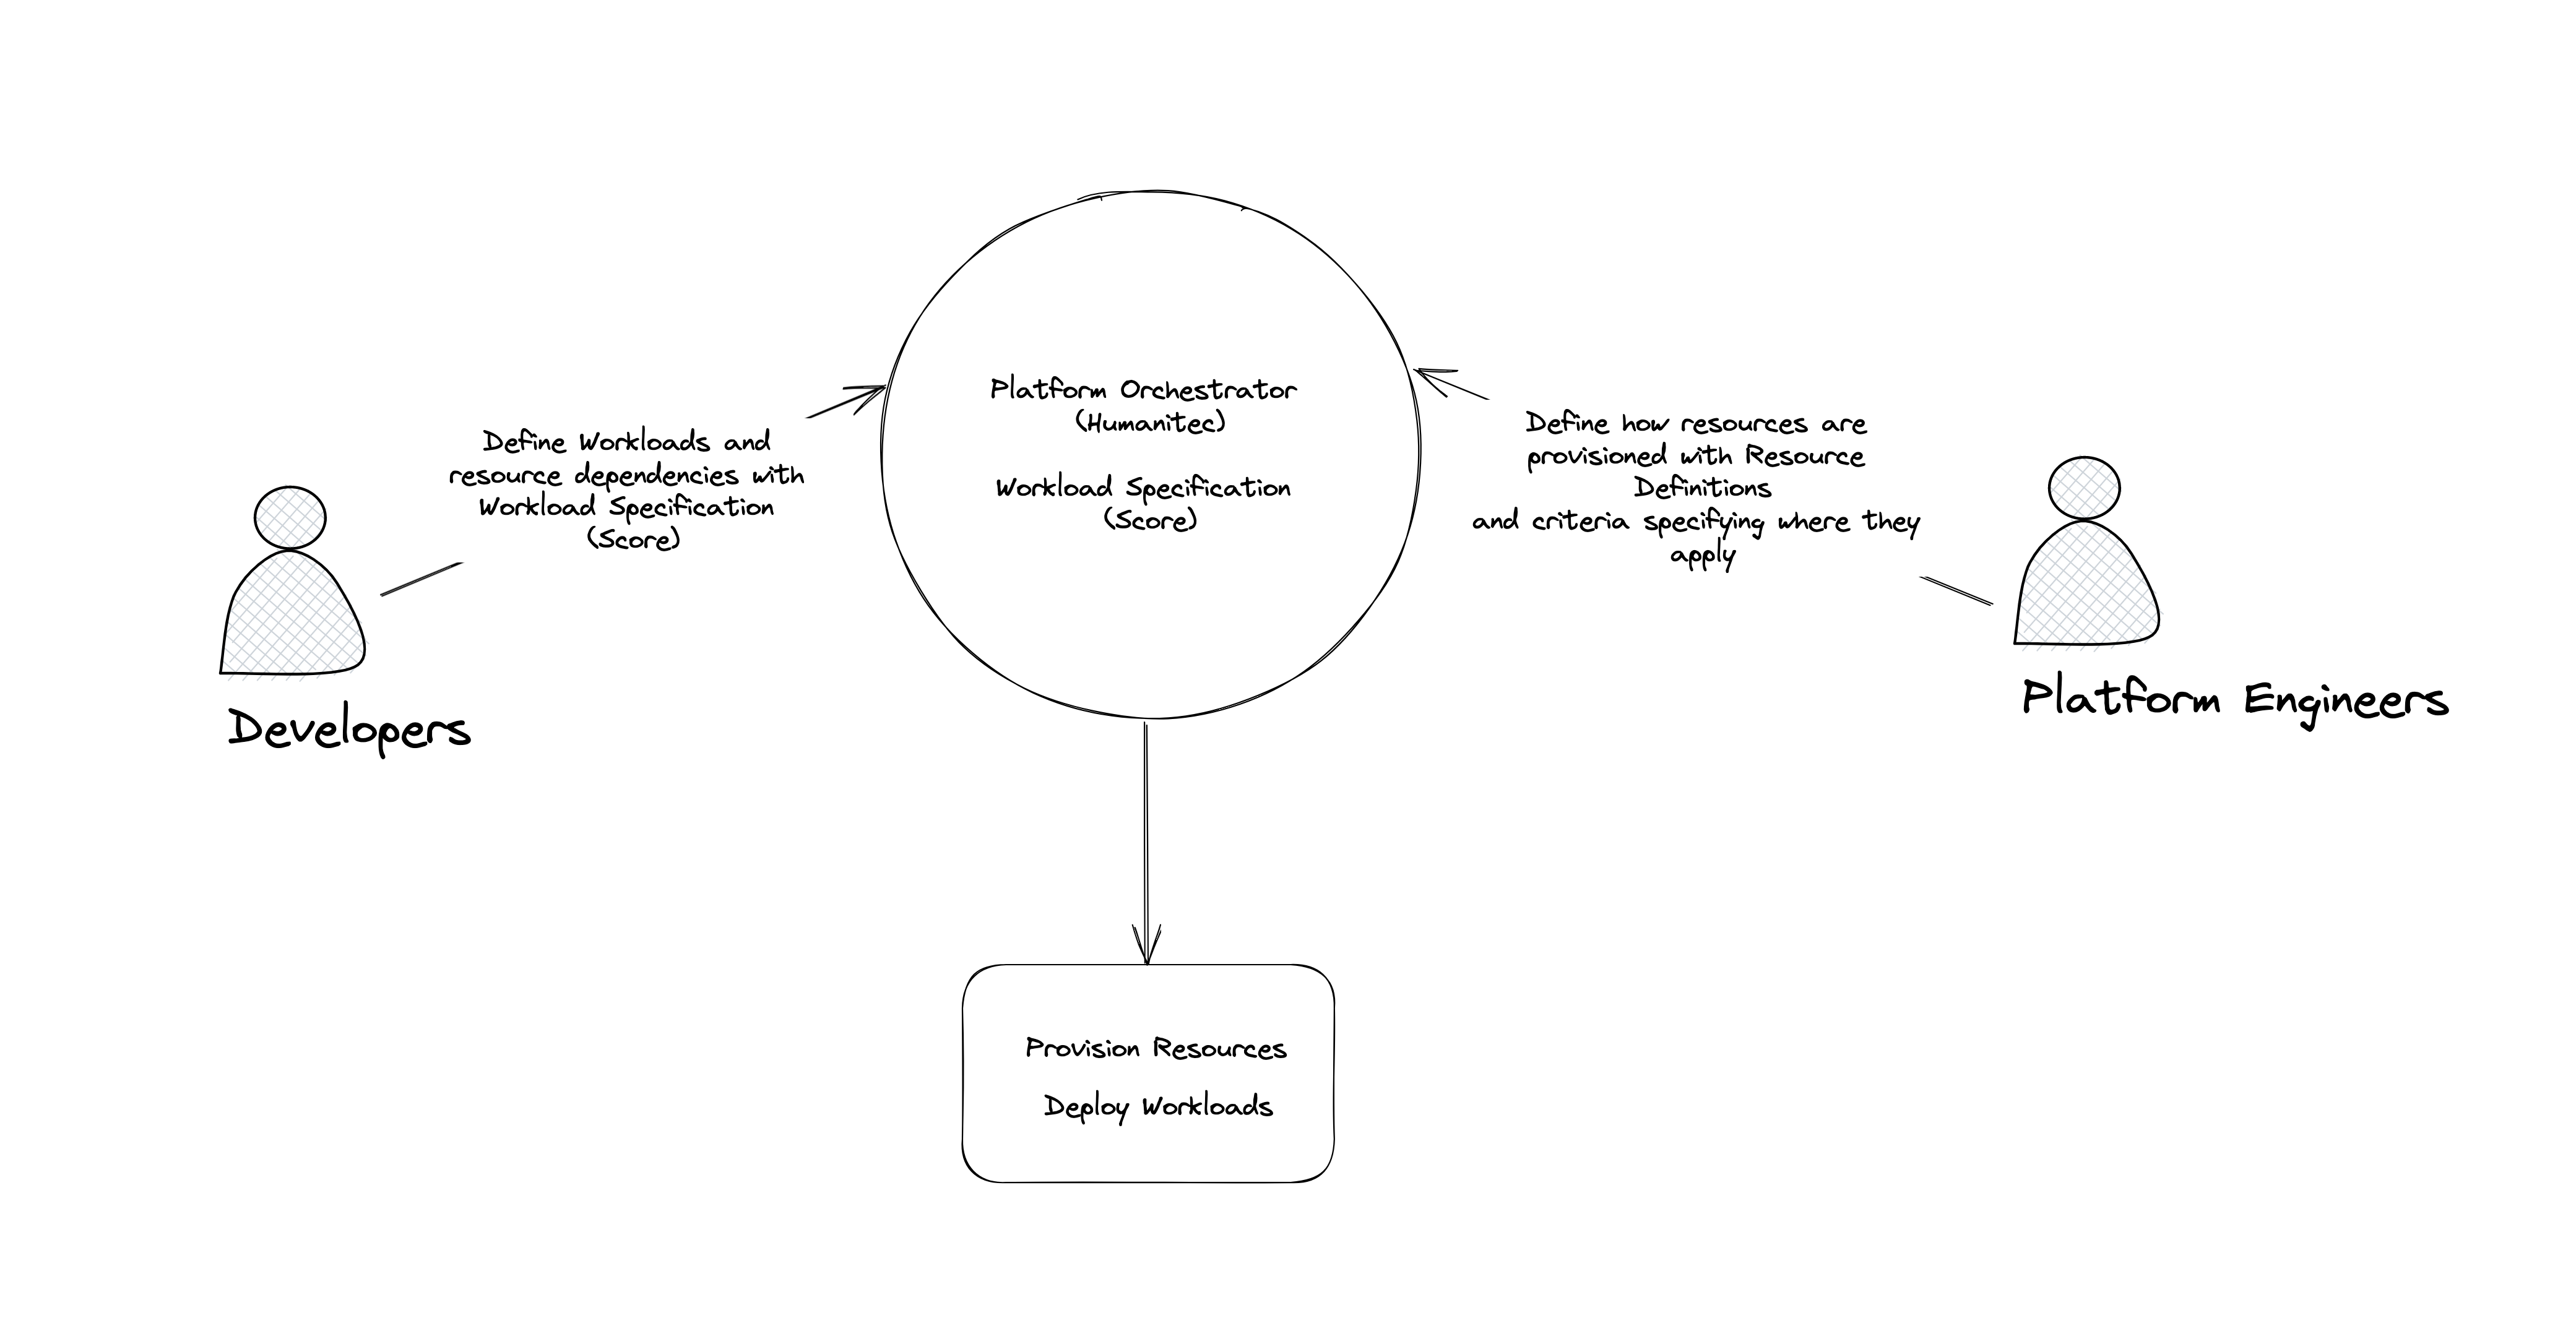 Platform Orchestrator
(Humanitec)
Workload Specification
(Score)
Define Workloads and
resource dependencies with
Workload Specification
(Score)
Define how resources are
provisioned with Resource
Definitions
and criteria specifying where they
apply
Developers
Platform Engineers
Provision Resources
Deploy Workloads